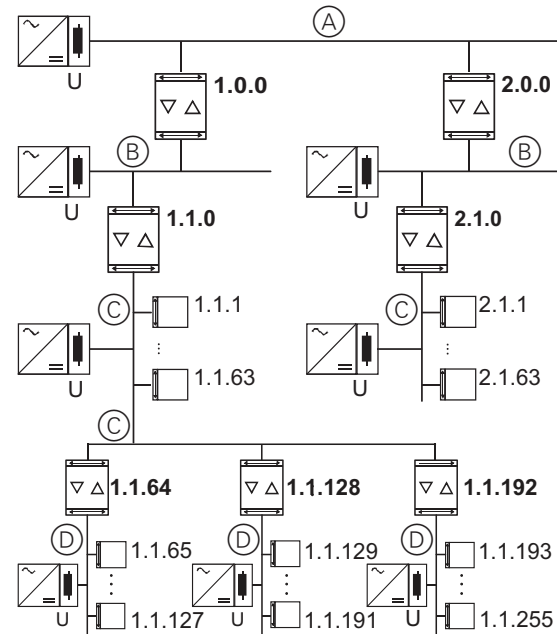 A
U
1.0.0
2.0.0
B
B
U
U
1.1.0
2.1.0
C
1.1.1
C
2.1.1
U
1.1.63
U
2.1.63
C
1.1.64
1.1.128
1.1.192
D
1.1.65
D
1.1.129
D
1.1.193
U
1.1.127
U
1.1.191
U
1.1.255